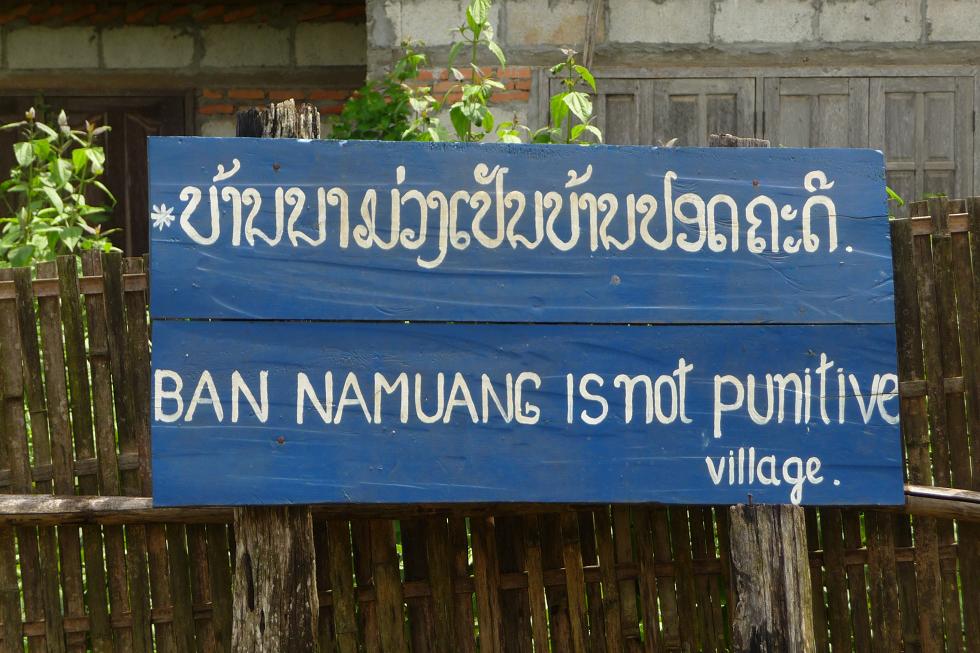 *ບ້ານນາມ່ວງເປັນບ້ານປອດຄະດີ.
BAN NAMUANG IS not punitive
village.